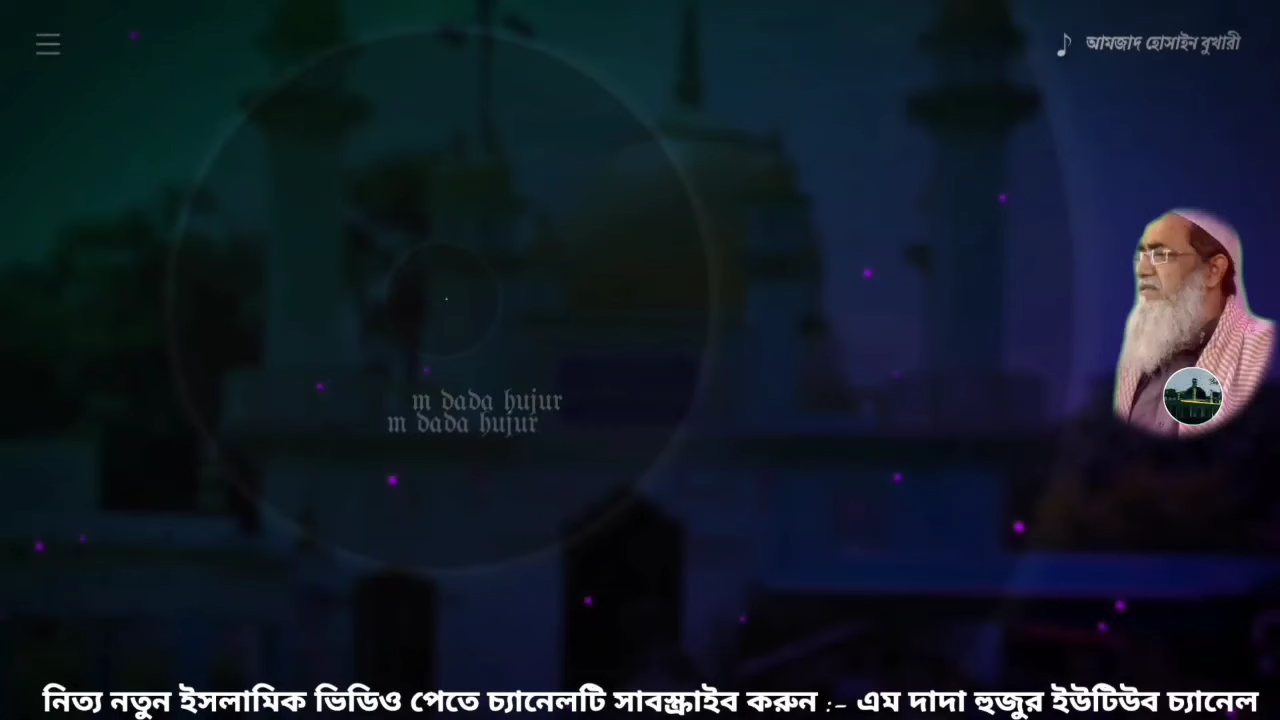 আমজাদ হোসাইন বুখারী
m dada hujur
m dada hujur
নিত্য নতুন ইসলামিক ভিডিও পেতে চ্যানেলটি সাবস্ক্রাইব করুন :- এম দাদা হুজুর ইউটিউব চ্যানেল